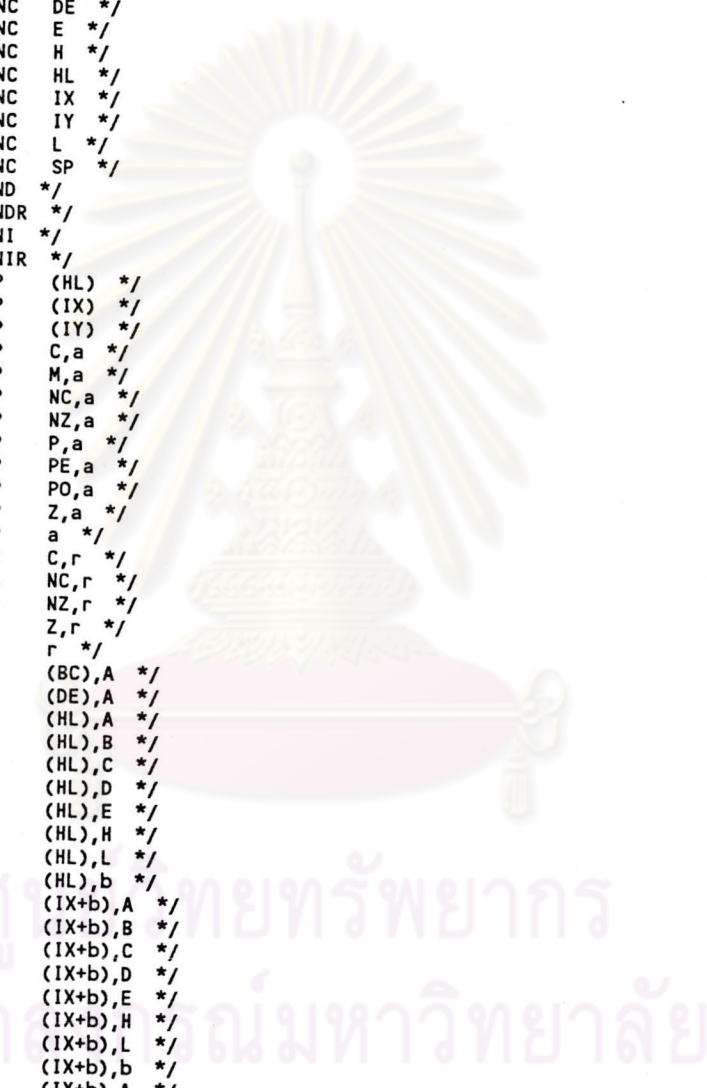 NC DE */
NC E */
NC H */
NC HL */
NC IX */
NC IY */
NC L */
NC SP */
ND */
NDR */
NI */
NIR */
(HL) */
(IX) */
(IY) */
C,a */
M,a */
NC,a */
NZ,a */
P,a */
PE,a */
PO,a */
Z,a */
a */
C,r */
NC,r */
NZ,r */
Z,r */
r */
(BC),A */
(DE),A */
(HL),A */
(HL),B */
(HL),C */
(HL),D */
(HL),E */
(HL),H */
(HL),L */
(HL),b */
(IX+b),A */
(IX+b),B */
(IX+b),C */
(IX+b),D */
(IX+b),E */
(IX+b),H */
(IX+b),L */
(IX+b),b */
ศูนย์วิทยทรัพยากร
าลงกรณ์มหาวิทยาลัย